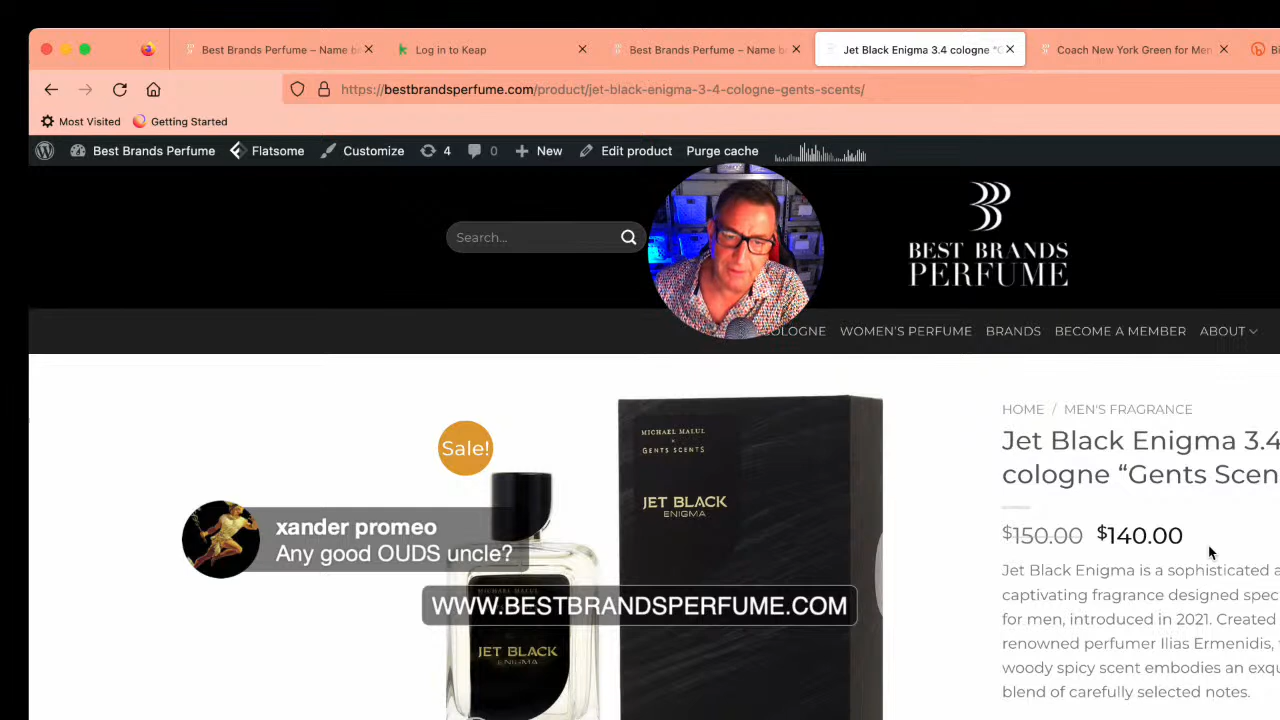 Best Brands Perfume – Name b
Log in to Keap
Best Brands Perfume – Name b
Jet Black Enigma 3.4 cologne
Coach New York Green for Men
Bi
https://bestbrandsperfume.com/product/jet-black-enigma-3-4-cologne-gents-scents/
Most Visited
Getting Started
Best Brands Perfume
Flatsome
Customize
4
0
New
Edit product
Purge cache
Search...
BEST BRANDS
PERFUME
COLOGNE
WOMEN'S PERFUME
BRANDS
BECOME A MEMBER
ABOUT
HOME / MEN'S FRAGRANCE
Jet Black Enigma 3.4
cologne “Gents Scen
$150.00 $140.00
Jet Black Enigma is a sophisticated a
captivating fragrance designed spec
for men, introduced in 2021. Created
renowned perfumer Ilias Ermenidis, t
woody spicy scent embodies an exqu
blend of carefully selected notes.
Sale!
MICHAEL MALUL
x
GENTS SCENTS
JET BLACK
ENIGMA
xander promeo
Any good OUDS uncle?
WWW.BESTBRANDSPERFUME.COM
JET BLACK
ENIGMA